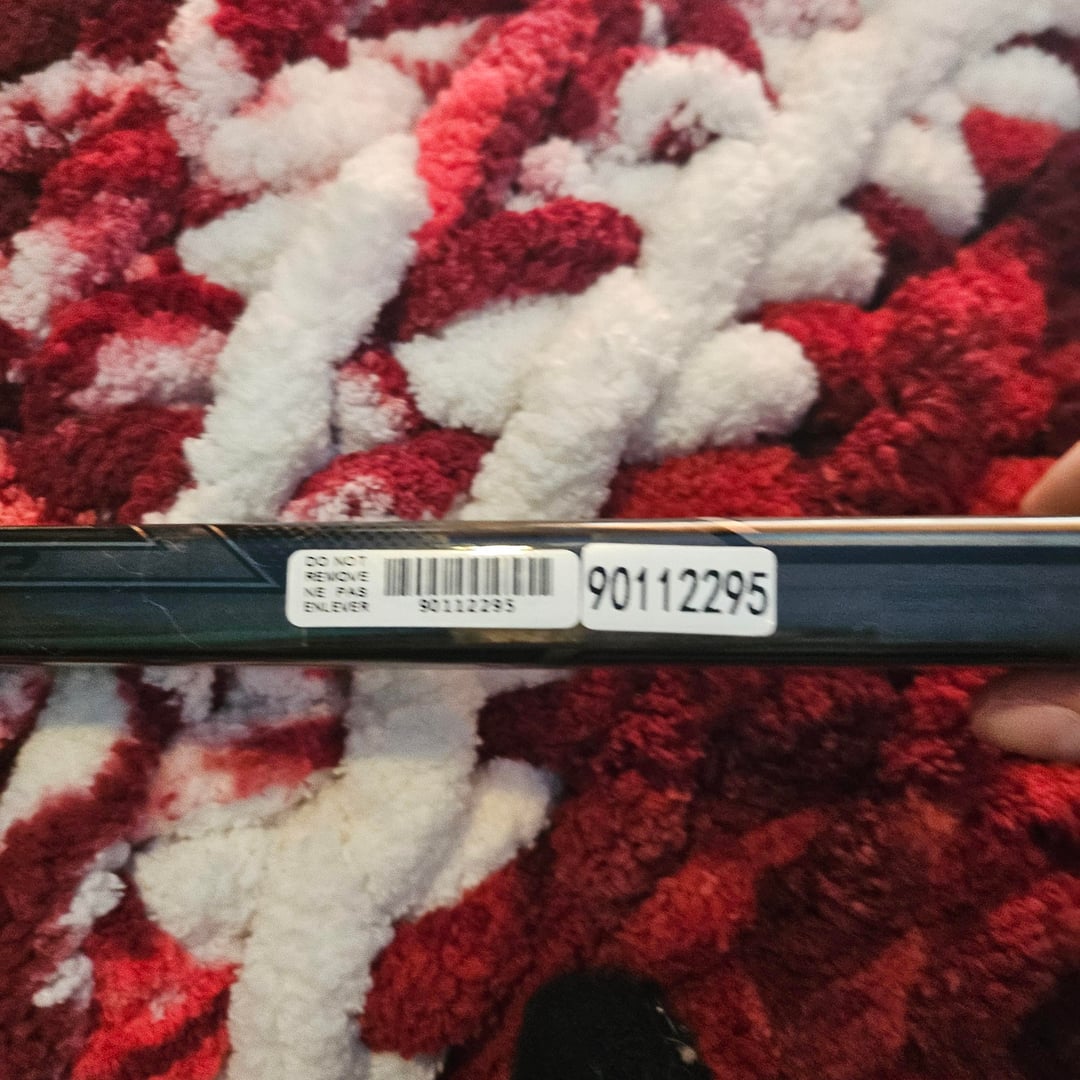 DO NOT
REMOVE
NE PAS
ENLEVER
90112295
90112295